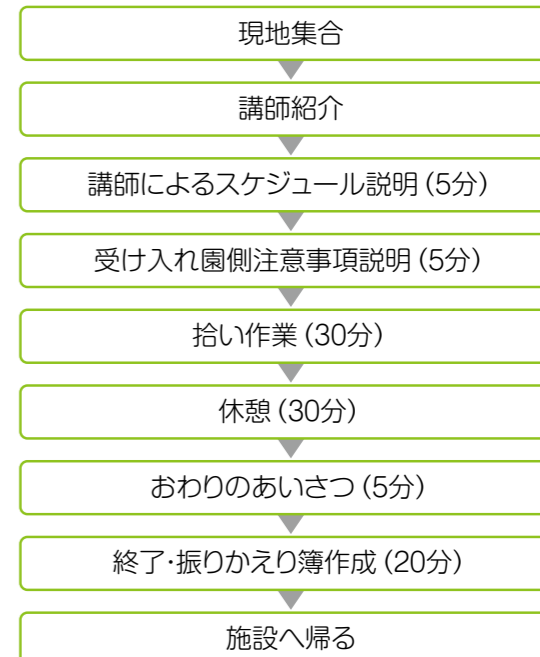 現地集合
講師紹介
講師によるスケジュール説明（5分）
受け入れ園側注意事項説明（5分）
拾い作業（30分）
休憩（30分）
おわりのあいさつ（5分）
終了・振りかえり簿作成（20分）
施設へ帰る